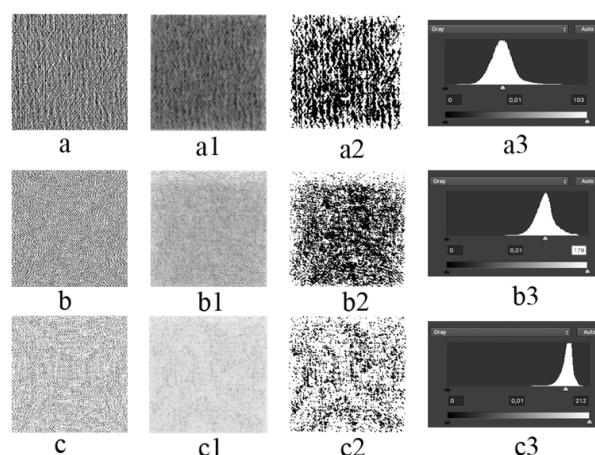 Gray Auto
0 0,01 103
a a1 a2 a3
Gray Auto
0 0,01 179
b b1 b2 b3
Gray Auto
0 0,01 212
c c1 c2 c3